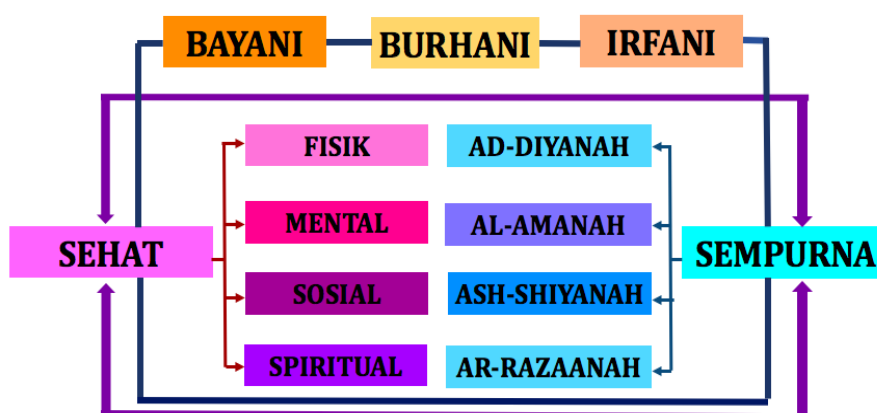 BAYANI
BURHANI
IRFANI
FISIK
AD-DIYANAH
MENTAL
AL-AMANAH
SEHAT
SEMPURNA
SOSIAL
ASH-SHIYANAH
SPIRITUAL
AR-RAZAANAH